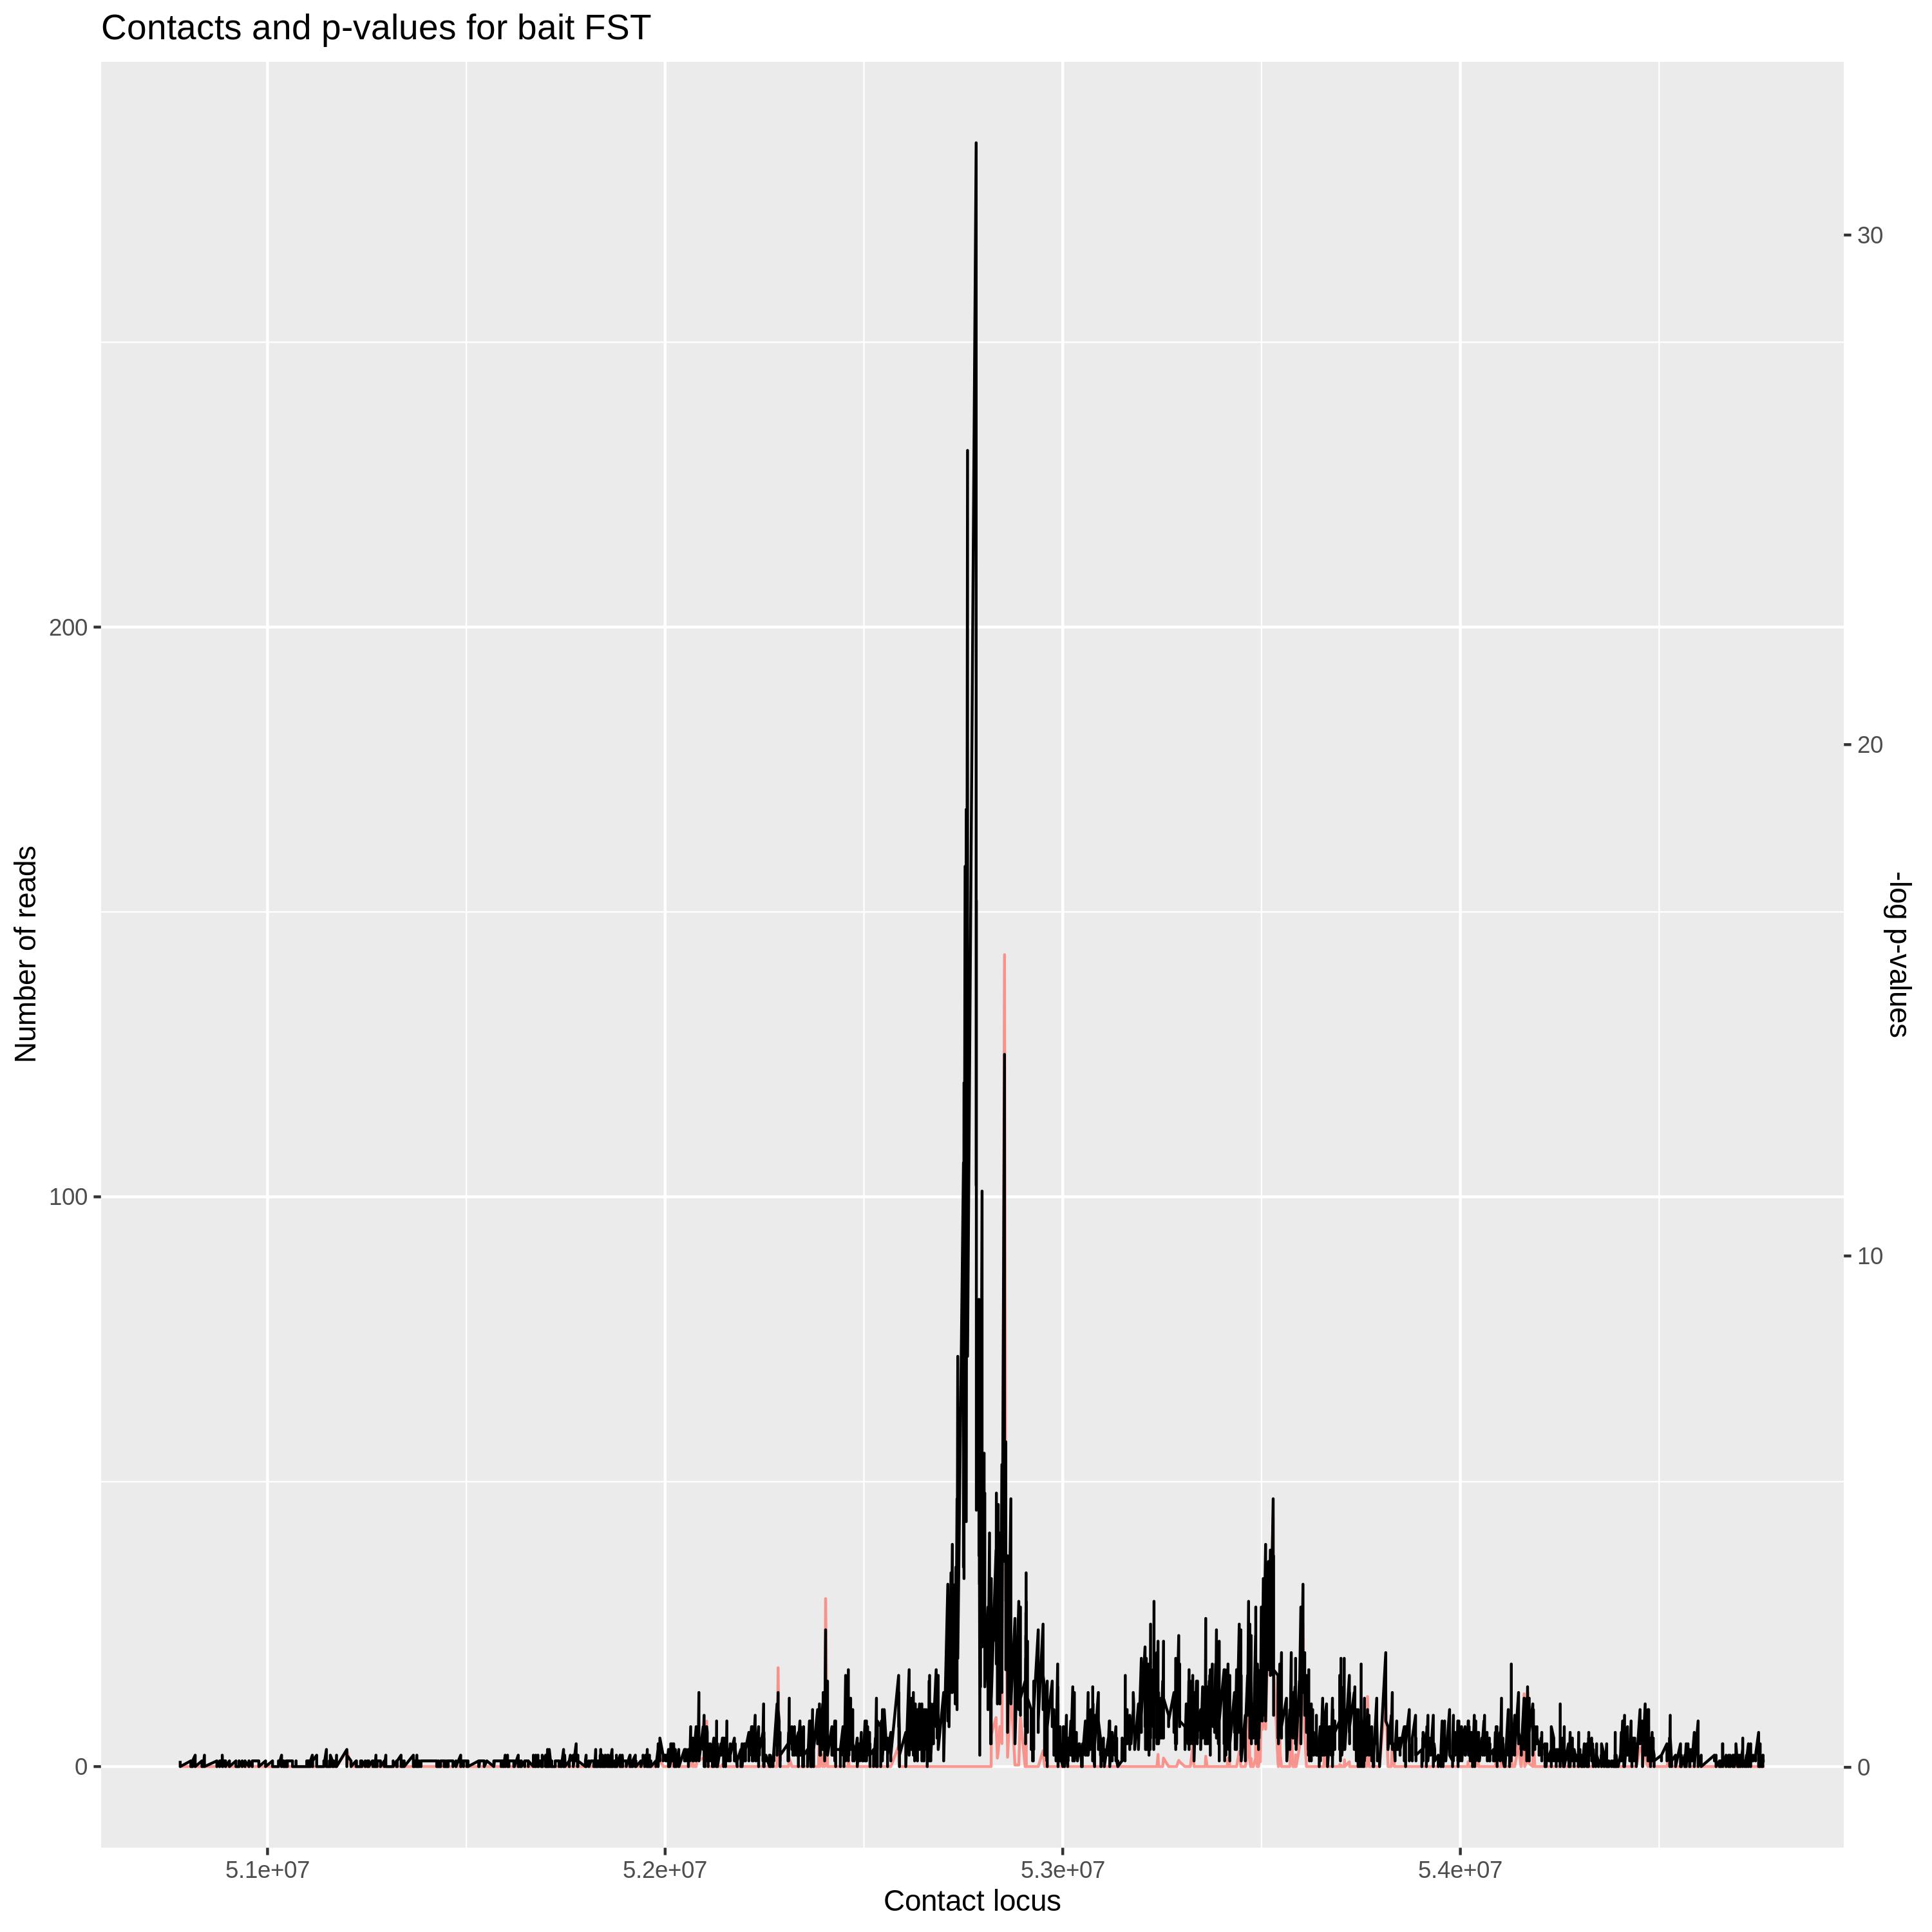 Contacts and p-values for bait FST
Number of reads
200
100
0
30
20
10
0
-log p-values
5.1e+07
5.2e+07
5.3e+07
5.4e+07
Contact locus